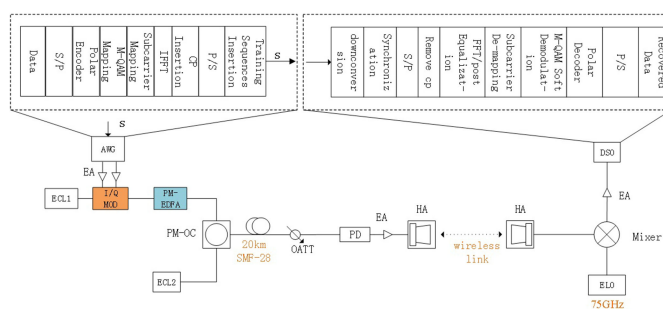 Data
S/P
Polar
Encoder
M-QAM
Mapping
Subcarrier
Mapping
IFFT
CP
Insertion
P/S
Training
Sequences
Insertion
s
downconver
sion
Synchroniz
ation
S/P
Remove cp
FFT/post
Equalizat-
ion
Subcarrier
De-mapping
M-QAM Soft
Demodulat-
ion
Polar
Decoder
P/S
Recovered
Data
s
AWG
DSO
EA
EA
ECL1
I/Q
MOD
PM-
EDFA
PM-OC
20km
SMF-28
OATT
PD
EA
HA
wireless
link
HA
Mixer
ECL2
ELO
75GHz